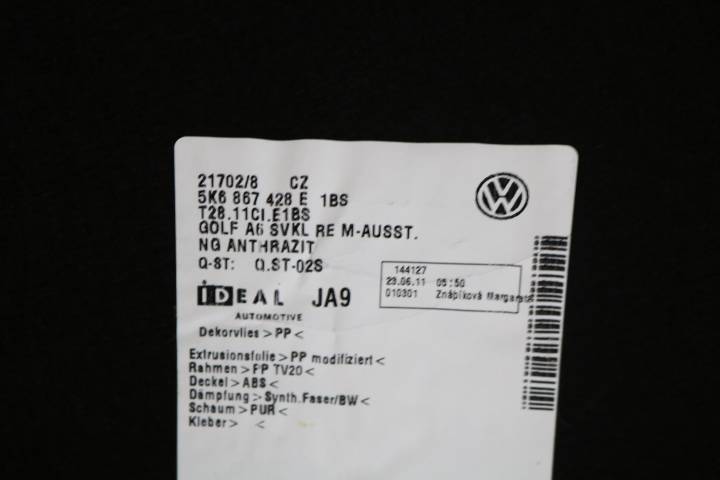 21702/8 CZ
5K6 867 428 E 1BS
T28.11CI.E1BS
GOLF A6 SVKL RE M-AUSST.
NG ANTHRAZIT
Q-ST: Q.ST-02S
144127
23.06.11 05:50
010301 Znápíková Margareta
IDEAL JA9
AUTOMOTIVE
Dekorvlies > PP <
Extrusionsfolie > PP modifiziert <
Rahmen > PP TV20 <
Deckel > ABS <
Dämpfung > Synth.Faser/BW <
Schaum > PUR <
Kleber > <